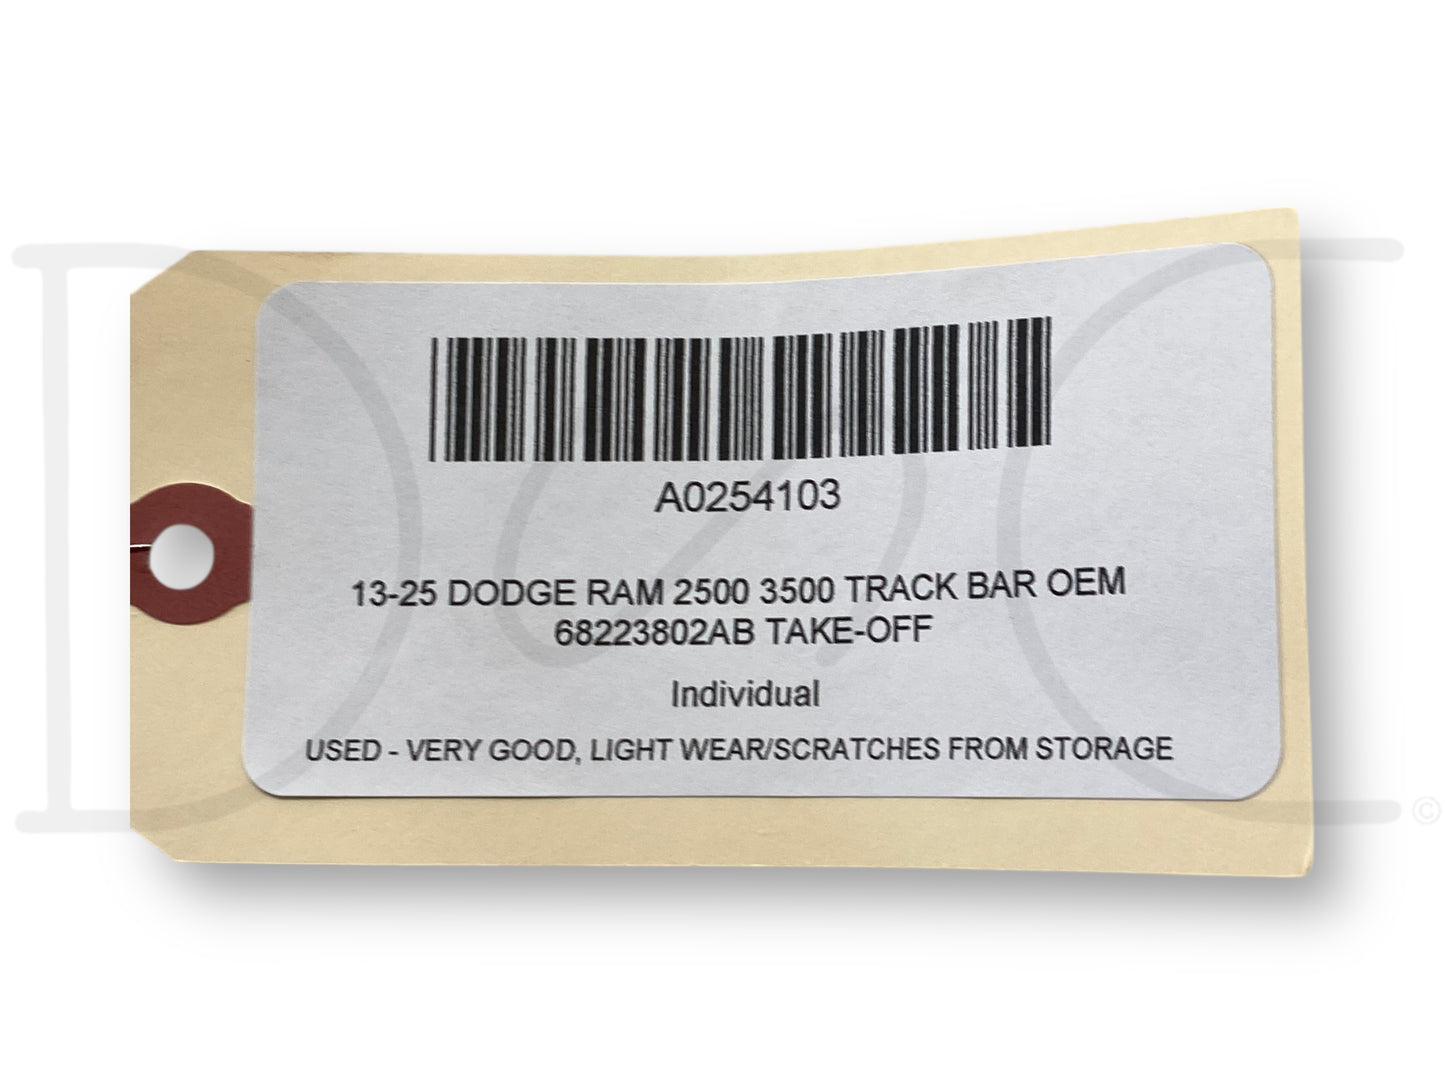 A0254103
13-25 DODGE RAM 2500 3500 TRACK BAR OEM
68223802AB TAKE-OFF
Individual
USED - VERY GOOD, LIGHT WEAR/SCRATCHES FROM STORAGE
D2C ©